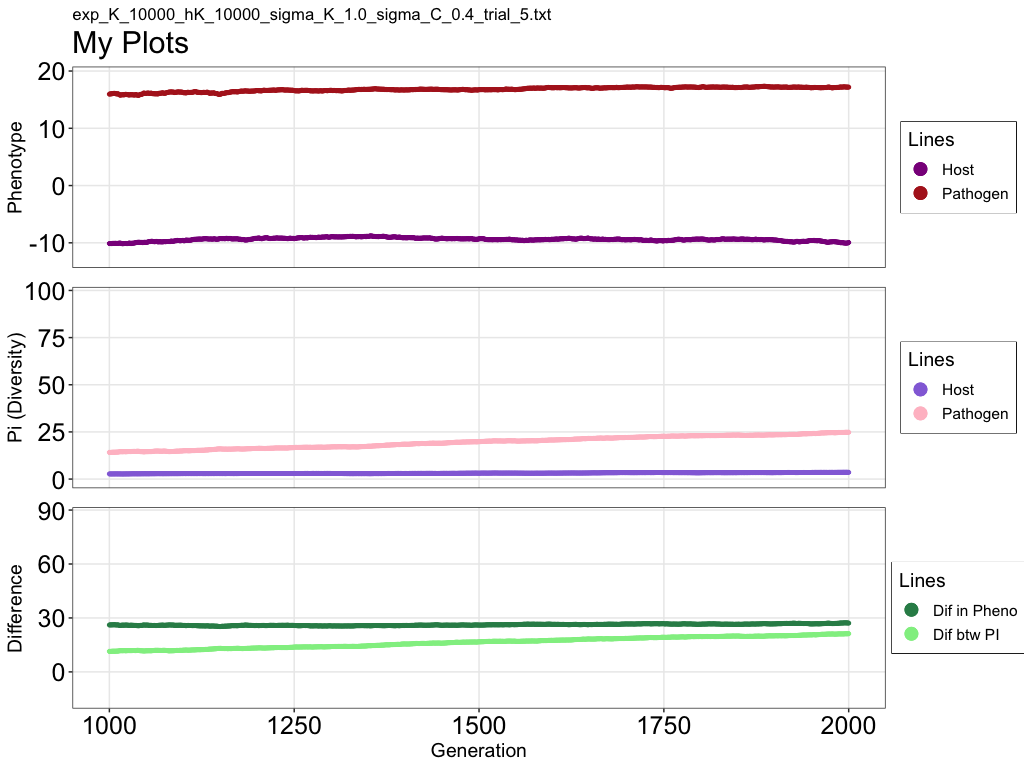 exp_K_10000_hK_10000_sigma_K_1.0_sigma_C_0.4_trial_5.txt
My Plots
Phenotype
20
10
0
-10
Lines
Host
Pathogen
Pi (Diversity)
100
75
50
25
0
Lines
Host
Pathogen
Difference
90
60
30
0
Lines
Dif in Pheno
Dif btw PI
1000 1250 1500 1750 2000
Generation